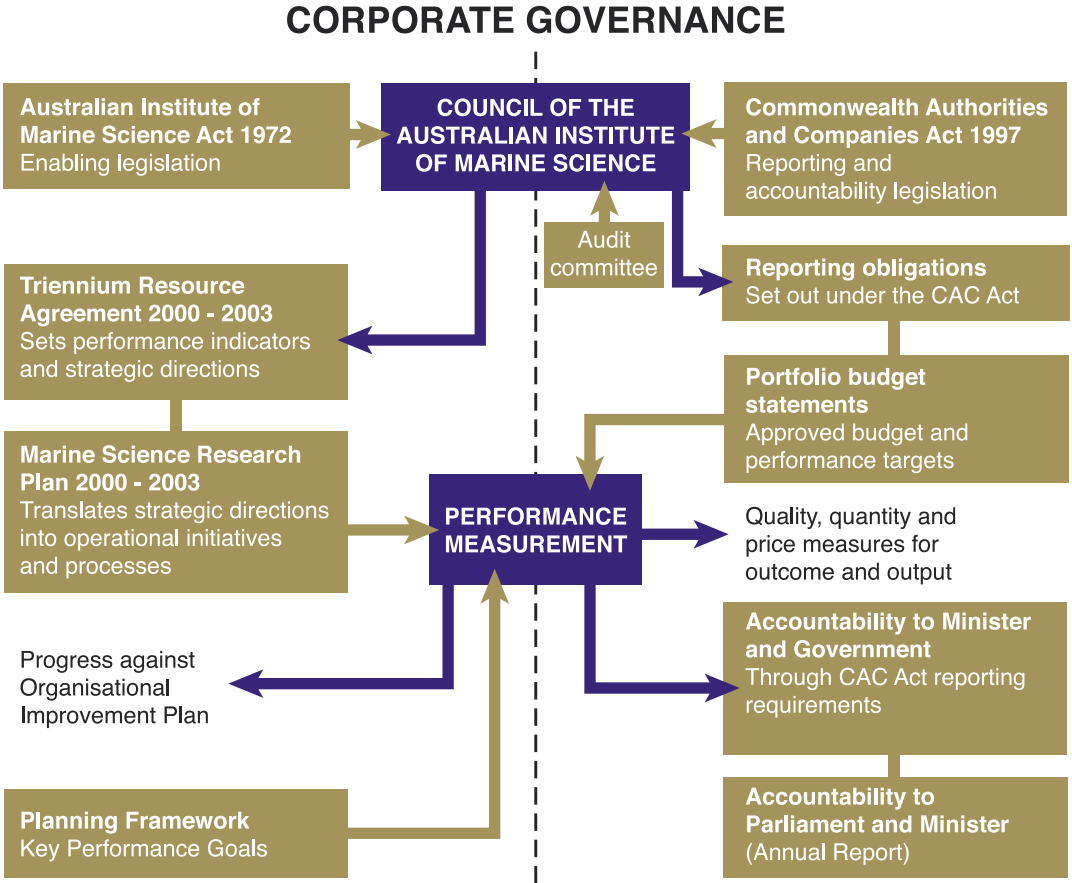 CORPORATE GOVERNANCE
Australian Institute of
Marine Science Act 1972
Enabling legislation
COUNCIL OF THE
AUSTRALIAN INSTITUTE
OF MARINE SCIENCE
Commonwealth Authorities
and Companies Act 1997
Reporting and
accountability legislation
Audit
committee
Triennium Resource
Agreement 2000 - 2003
Sets performance indicators
and strategic directions
Reporting obligations
Set out under the CAC Act
Portfolio budget
statements
Approved budget and
performance targets
Marine Science Research
Plan 2000 - 2003
Translates strategic directions
into operational initiatives
and processes
PERFORMANCE
MEASUREMENT
Quality, quantity and
price measures for
outcome and output
Progress against
Organisational
Improvement Plan
Accountability to Minister
and Government
Through CAC Act reporting
requirements
Planning Framework
Key Performance Goals
Accountability to
Parliament and Minister
(Annual Report)